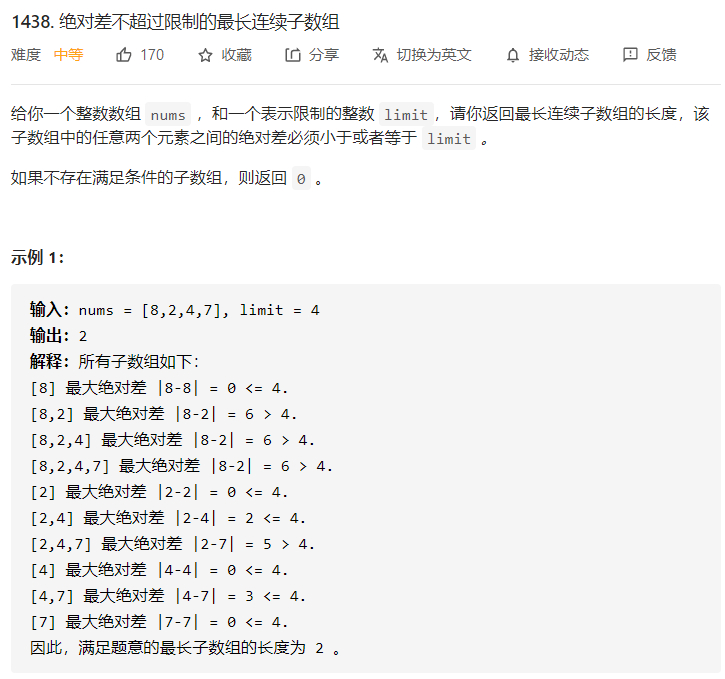 1438. 绝对差不超过限制的最长连续子数组
难度 中等 170 收藏 分享 切换为英文 接收动态 反馈
给你一个整数数组 nums ，和一个表示限制的整数 limit，请你返回最长连续子数组的长度，该
子数组中的任意两个元素之间的绝对差必须小于或者等于 limit 。
如果不存在满足条件的子数组，则返回 0 。
示例 1：
输入：nums = [8,2,4,7], limit = 4
输出：2
解释：所有子数组如下：
[8] 最大绝对差 |8-8| = 0 <= 4.
[8,2] 最大绝对差 |8-2| = 6 > 4.
[8,2,4] 最大绝对差 |8-2| = 6 > 4.
[8,2,4,7] 最大绝对差 |8-2| = 6 > 4.
[2] 最大绝对差 |2-2| = 0 <= 4.
[2,4] 最大绝对差 |2-4| = 2 <= 4.
[2,4,7] 最大绝对差 |2-7| = 5 > 4.
[4] 最大绝对差 |4-4| = 0 <= 4.
[4,7] 最大绝对差 |4-7| = 3 <= 4.
[7] 最大绝对差 |7-7| = 0 <= 4.
因此，满足题意的最长子数组的长度为 2 。